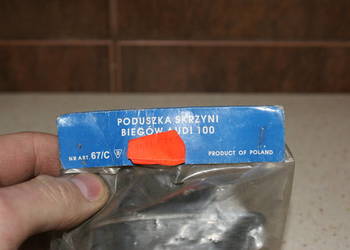 PODUSZKA SKRZYNI
BIEGÓW AUDI 100
NR ART. 67/C
PRODUCT OF POLAND